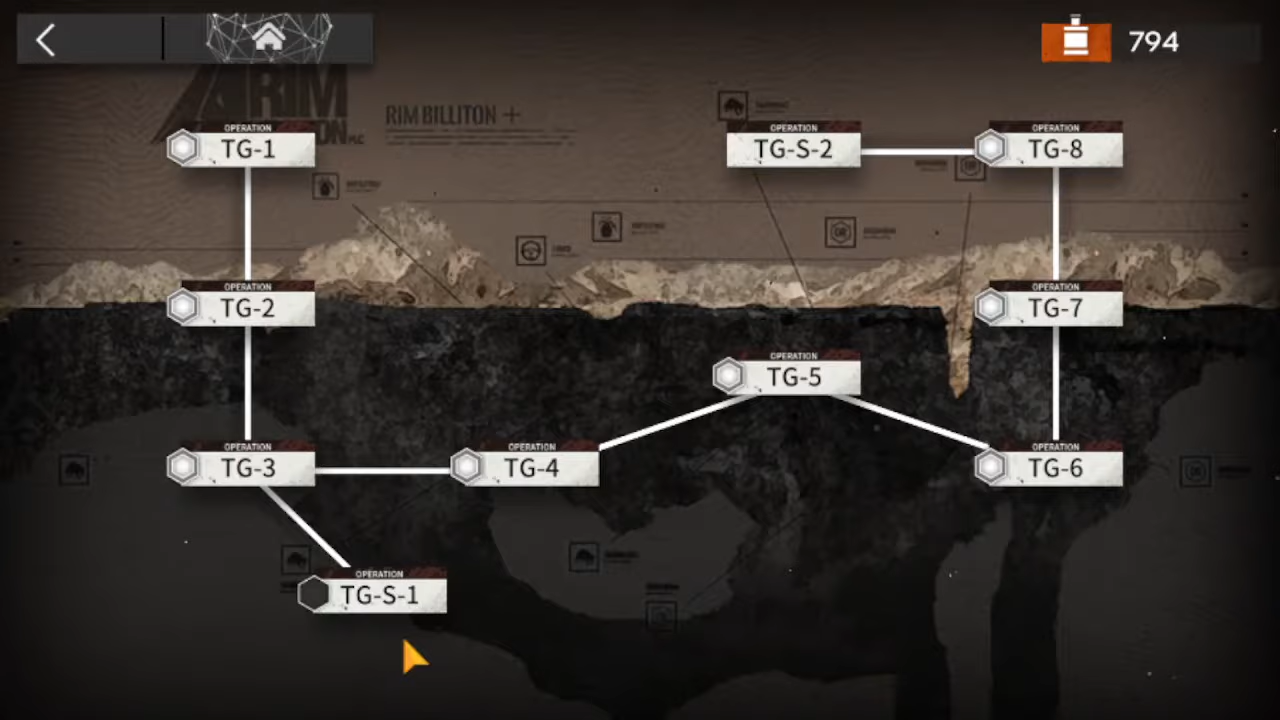 794
RIM
RIM BILLITON
OPERATION
TG-1
OPERATION
TG-S-2
OPERATION
TG-8
OPERATION
TG-2
OPERATION
TG-7
OPERATION
TG-5
OPERATION
TG-3
OPERATION
TG-4
OPERATION
TG-6
OPERATION
TG-S-1